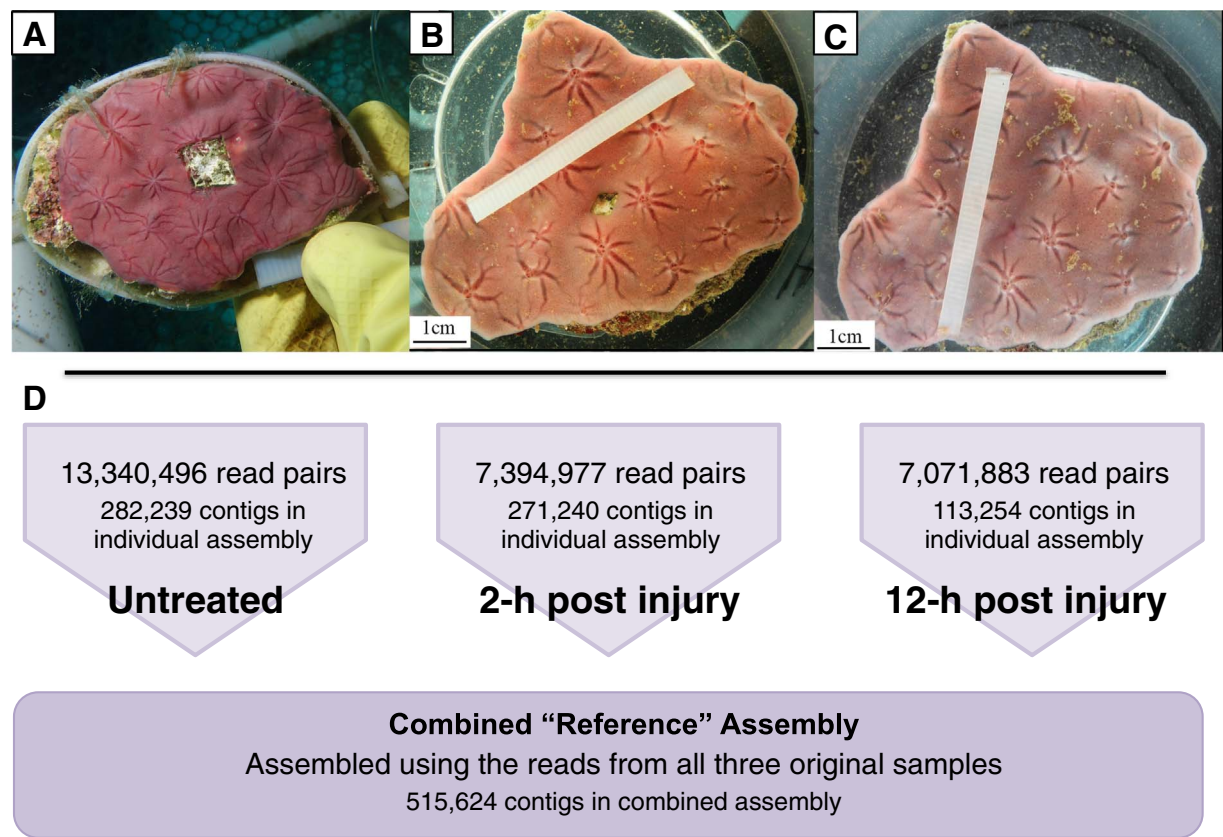 A
B
C
1cm
1cm
D
13,340,496 read pairs
282,239 contigs in
individual assembly
Untreated
7,394,977 read pairs
271,240 contigs in
individual assembly
2-h post injury
7,071,883 read pairs
113,254 contigs in
individual assembly
12-h post injury
Combined “Reference” Assembly
Assembled using the reads from all three original samples
515,624 contigs in combined assembly